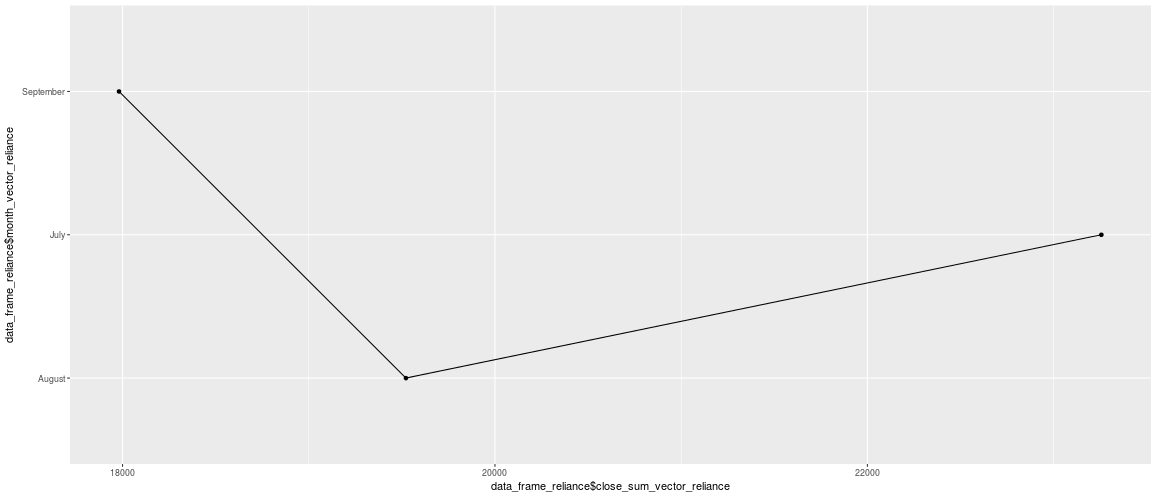 data_frame_reliance$month_vector_reliance
September
July
August
18000 20000 22000
data_frame_reliance$close_sum_vector_reliance